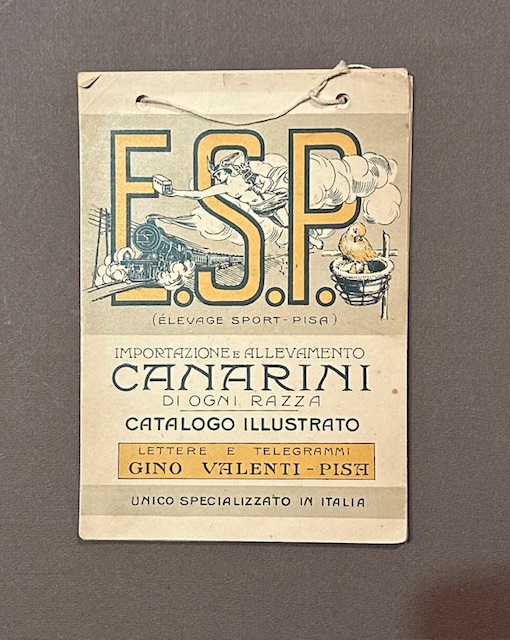 E.S.P.
(ÉLEVAGE SPORT-PISA)
IMPORTAZIONE E ALLEVAMENTO
CANARINI
DI OGNI RAZZA
CATALOGO ILLUSTRATO
LETTERE E TELEGRAMMI
GINO VALENTI-PISA
UNICO SPECIALIZZATO IN ITALIA